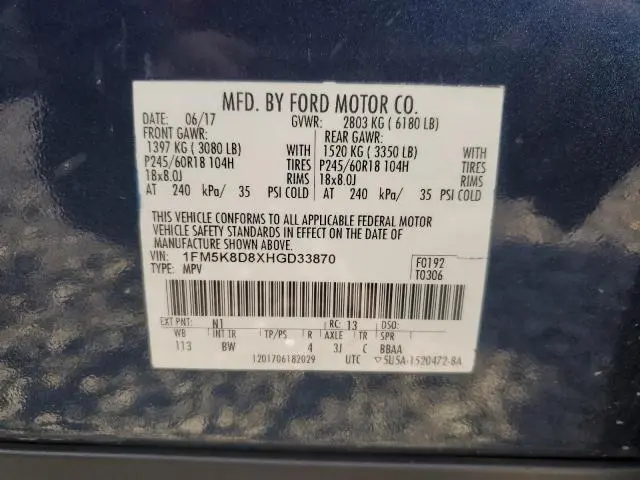 MFD. BY FORD MOTOR CO.
DATE: 06/17 GVWR: 2803 KG ( 6180 LB)
FRONT GAWR: REAR GAWR:
1397 KG ( 3080 LB) WITH 1520 KG ( 3350 LB) WITH
P245/60R18 104H TIRES P245/60R18 104H TIRES
18x8.0J RIMS 18x8.0J RIMS
AT 240 kPa/ 35 PSI COLD AT 240 kPa/ 35 PSI COLD
THIS VEHICLE CONFORMS TO ALL APPLICABLE FEDERAL MOTOR
VEHICLE SAFETY STANDARDS IN EFFECT ON THE DATE OF
MANUFACTURE SHOWN ABOVE.
VIN: 1FM5K8D8XHGD33870 F0192
TYPE: MPV T0306
EXT PNT: N1 RC: 13 DSO:
WB INT TR TP/PS R AXLE TR SPR
113 BW 4 3J C BBAA
1201706182029 UTC 5U5A-1520472-BA